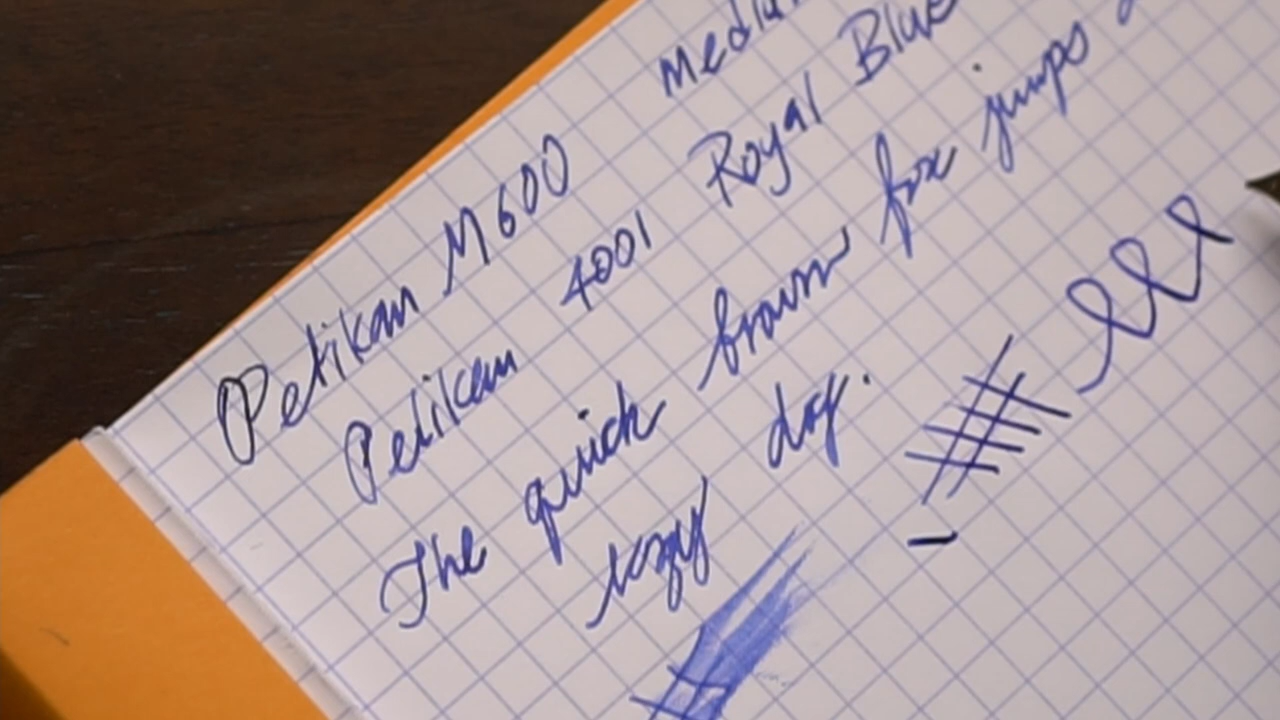 Pelikan M600 Medium
Pelikan 4001 Royal Blue
The quick brown fox jumps
lazy dog.